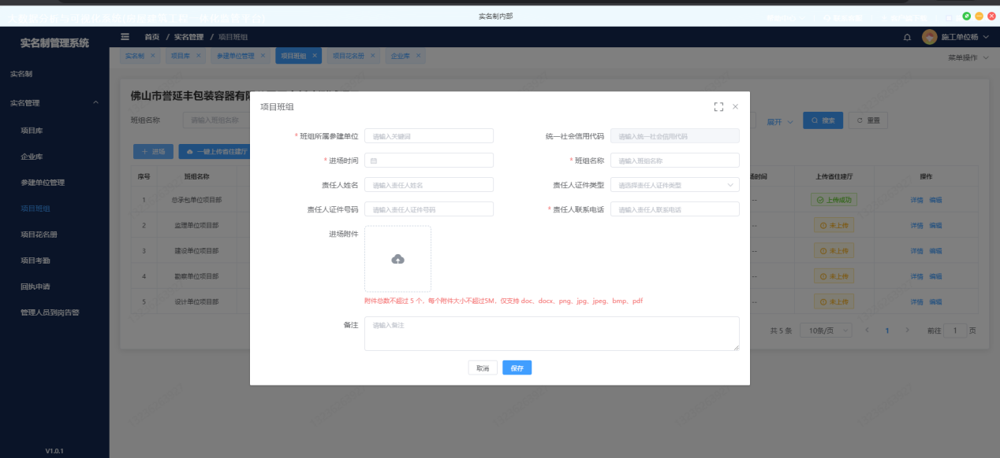 实名制内部
实名制管理系统
首页 / 实名管理 / 项目班组
施工单位杨
实名制 ×
项目库 ×
参建单位管理 ×
项目班组 ×
项目花名册 ×
企业库 ×
菜单操作
实名制
实名管理
项目库
企业库
参建单位管理
项目班组
项目花名册
项目考勤
回执申请
管理人员到岗告警
V1.0.1
佛山市誉延丰包装容器有限
班组名称
请输入班组名称
展开
搜索
重置
+ 进场
一键上传省住建厅
序号
班组名称
场时间
上传省住建厅
操作
1
总承包单位项目部
--
上传成功
详情 编辑
2
监理单位项目部
--
未上传
详情 编辑
3
建设单位项目部
--
未上传
详情 编辑
4
勘察单位项目部
--
未上传
详情 编辑
5
设计单位项目部
--
未上传
详情 编辑
共 5 条
10条/页
1
前往 1 页
项目班组
* 班组所属参建单位
请输入关键词
统一社会信用代码
请输入统一社会信用代码
* 进场时间
* 班组名称
请输入班组名称
责任人姓名
请输入责任人姓名
责任人证件类型
请选择责任人证件类型
责任人证件号码
请输入责任人证件号码
* 责任人联系电话
请输入责任人联系电话
进场附件
附件总数不超过 5 个，每个附件大小不超过5M，仅支持 doc、docx、png、jpg、jpeg、bmp、pdf
备注
请输入备注
取消
保存